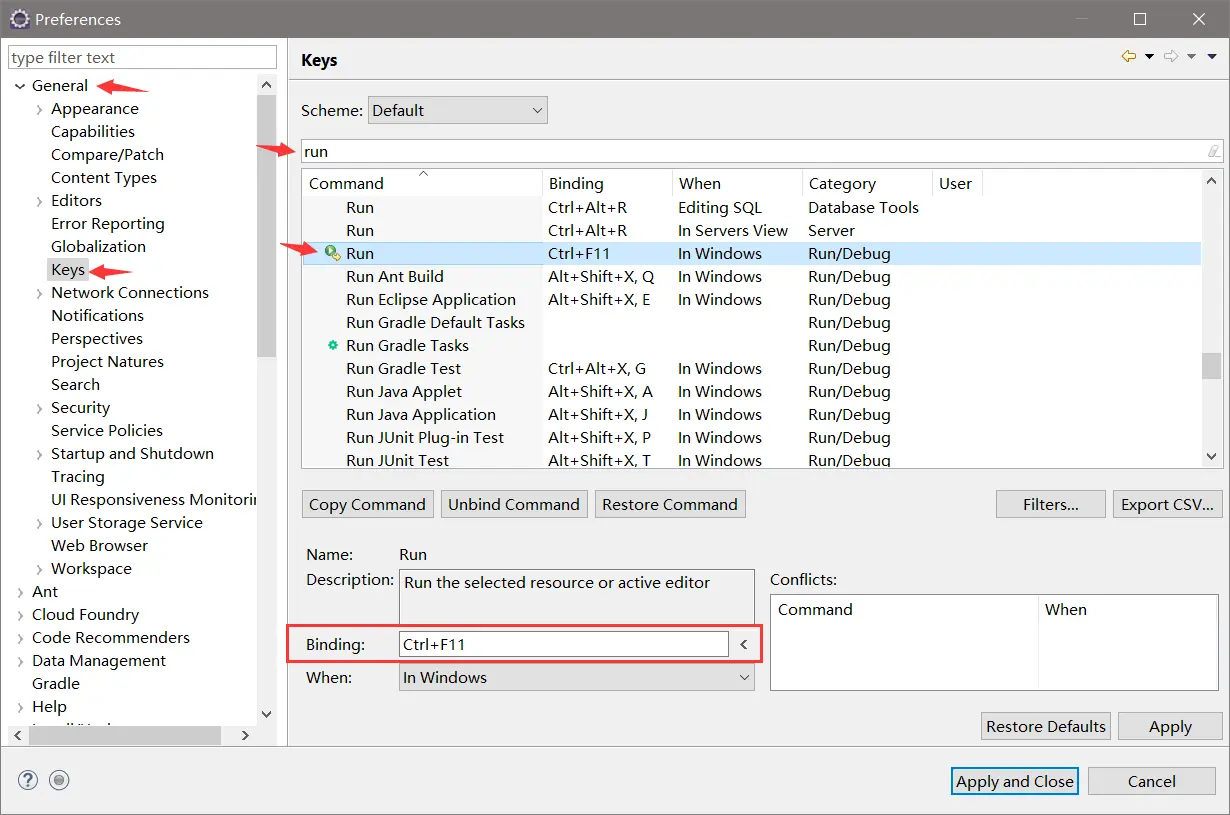 Preferences
type filter text
General
Appearance
Capabilities
Compare/Patch
Content Types
Editors
Error Reporting
Globalization
Keys
Network Connections
Notifications
Perspectives
Project Natures
Search
Security
Service Policies
Startup and Shutdown
Tracing
UI Responsiveness Monitorin
User Storage Service
Web Browser
Workspace
Ant
Cloud Foundry
Code Recommenders
Data Management
Gradle
Help
Keys
Scheme: Default
run
Command Binding When Category User
Run Ctrl+Alt+R Editing SQL Database Tools
Run Ctrl+Alt+R In Servers View Server
Run Ctrl+F11 In Windows Run/Debug
Run Ant Build Alt+Shift+X, Q In Windows Run/Debug
Run Eclipse Application Alt+Shift+X, E In Windows Run/Debug
Run Gradle Default Tasks Run/Debug
Run Gradle Tasks Run/Debug
Run Gradle Test Ctrl+Alt+X, G In Windows Run/Debug
Run Java Applet Alt+Shift+X, A In Windows Run/Debug
Run Java Application Alt+Shift+X, J In Windows Run/Debug
Run JUnit Plug-in Test Alt+Shift+X, P In Windows Run/Debug
Run JUnit Test Alt+Shift+X, T In Windows Run/Debug
Copy Command Unbind Command Restore Command Filters... Export CSV...
Name: Run
Description: Run the selected resource or active editor
Binding: Ctrl+F11
When: In Windows
Conflicts:
Command When
Restore Defaults Apply
Apply and Close Cancel